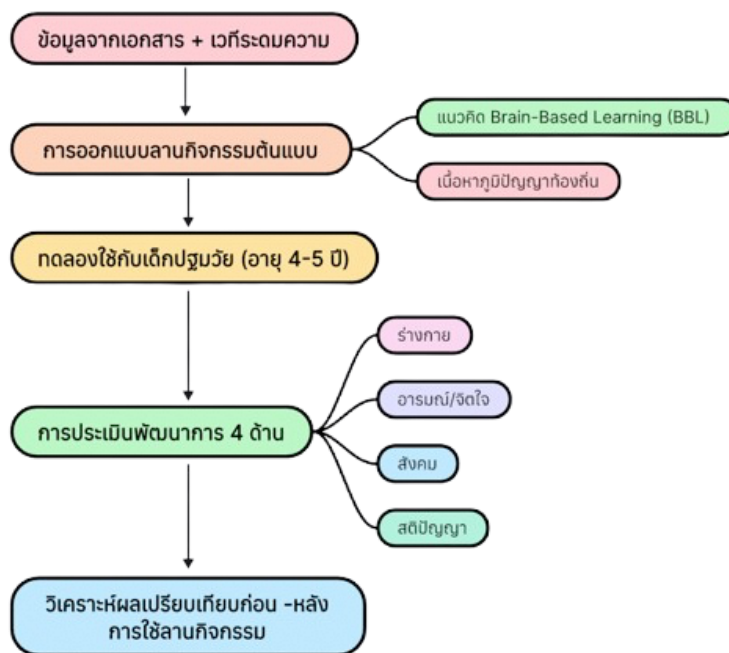 ข้อมูลจากเอกสาร + เวทีระดมความ
การออกแบบลานกิจกรรมต้นแบบ
แนวคิด Brain-Based Learning (BBL)
เนื้อหาภูมิปัญญาท้องถิ่น
ทดลองใช้กับเด็กปฐมวัย (อายุ 4-5 ปี)
การประเมินพัฒนาการ 4 ด้าน
ร่างกาย
อารมณ์/จิตใจ
สังคม
สติปัญญา
วิเคราะห์ผลเปรียบเทียบก่อน -หลัง
การใช้ลานกิจกรรม